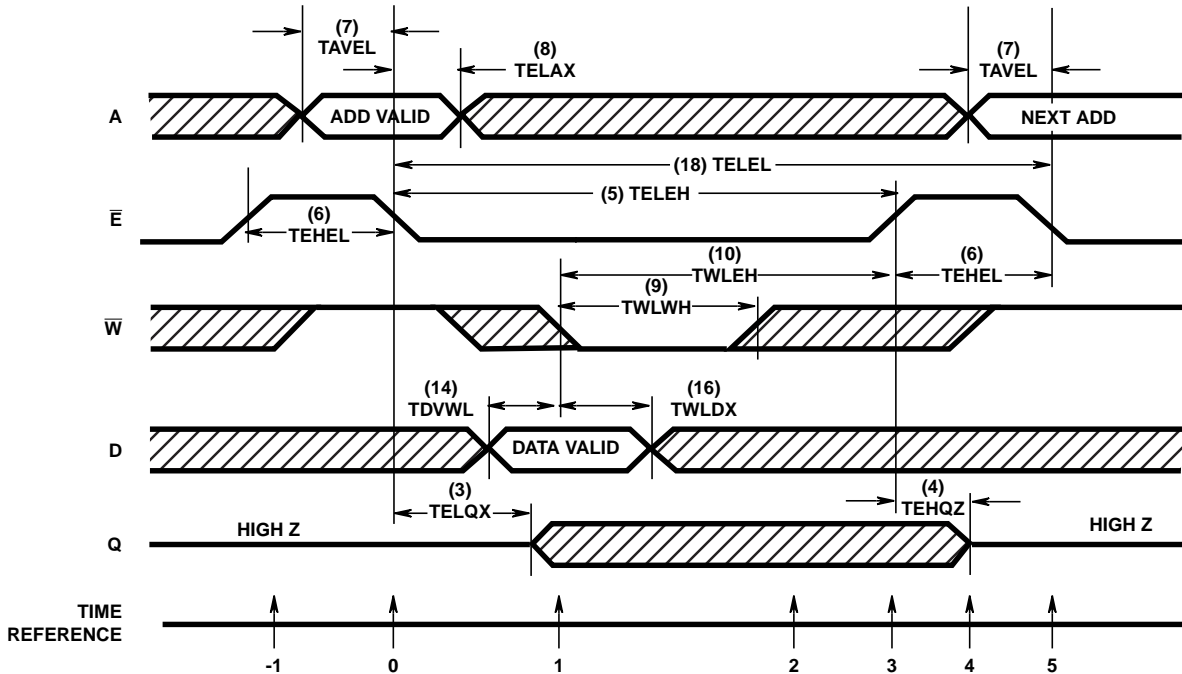 (7)
TAVEL
(8)
TELAX
(7)
TAVEL
A
ADD VALID
NEXT ADD
(18) TELEL
(5) TELEH
E̅
(6)
TEHEL
(10)
TWLEH
(6)
TEHEL
(9)
TWLWH
W̅
(14)
TDVWL
(16)
TWLDX
D
DATA VALID
(3)
TELQX
(4)
TEHQZ
HIGH Z
HIGH Z
Q
TIME
REFERENCE
-1 0 1 2 3 4 5